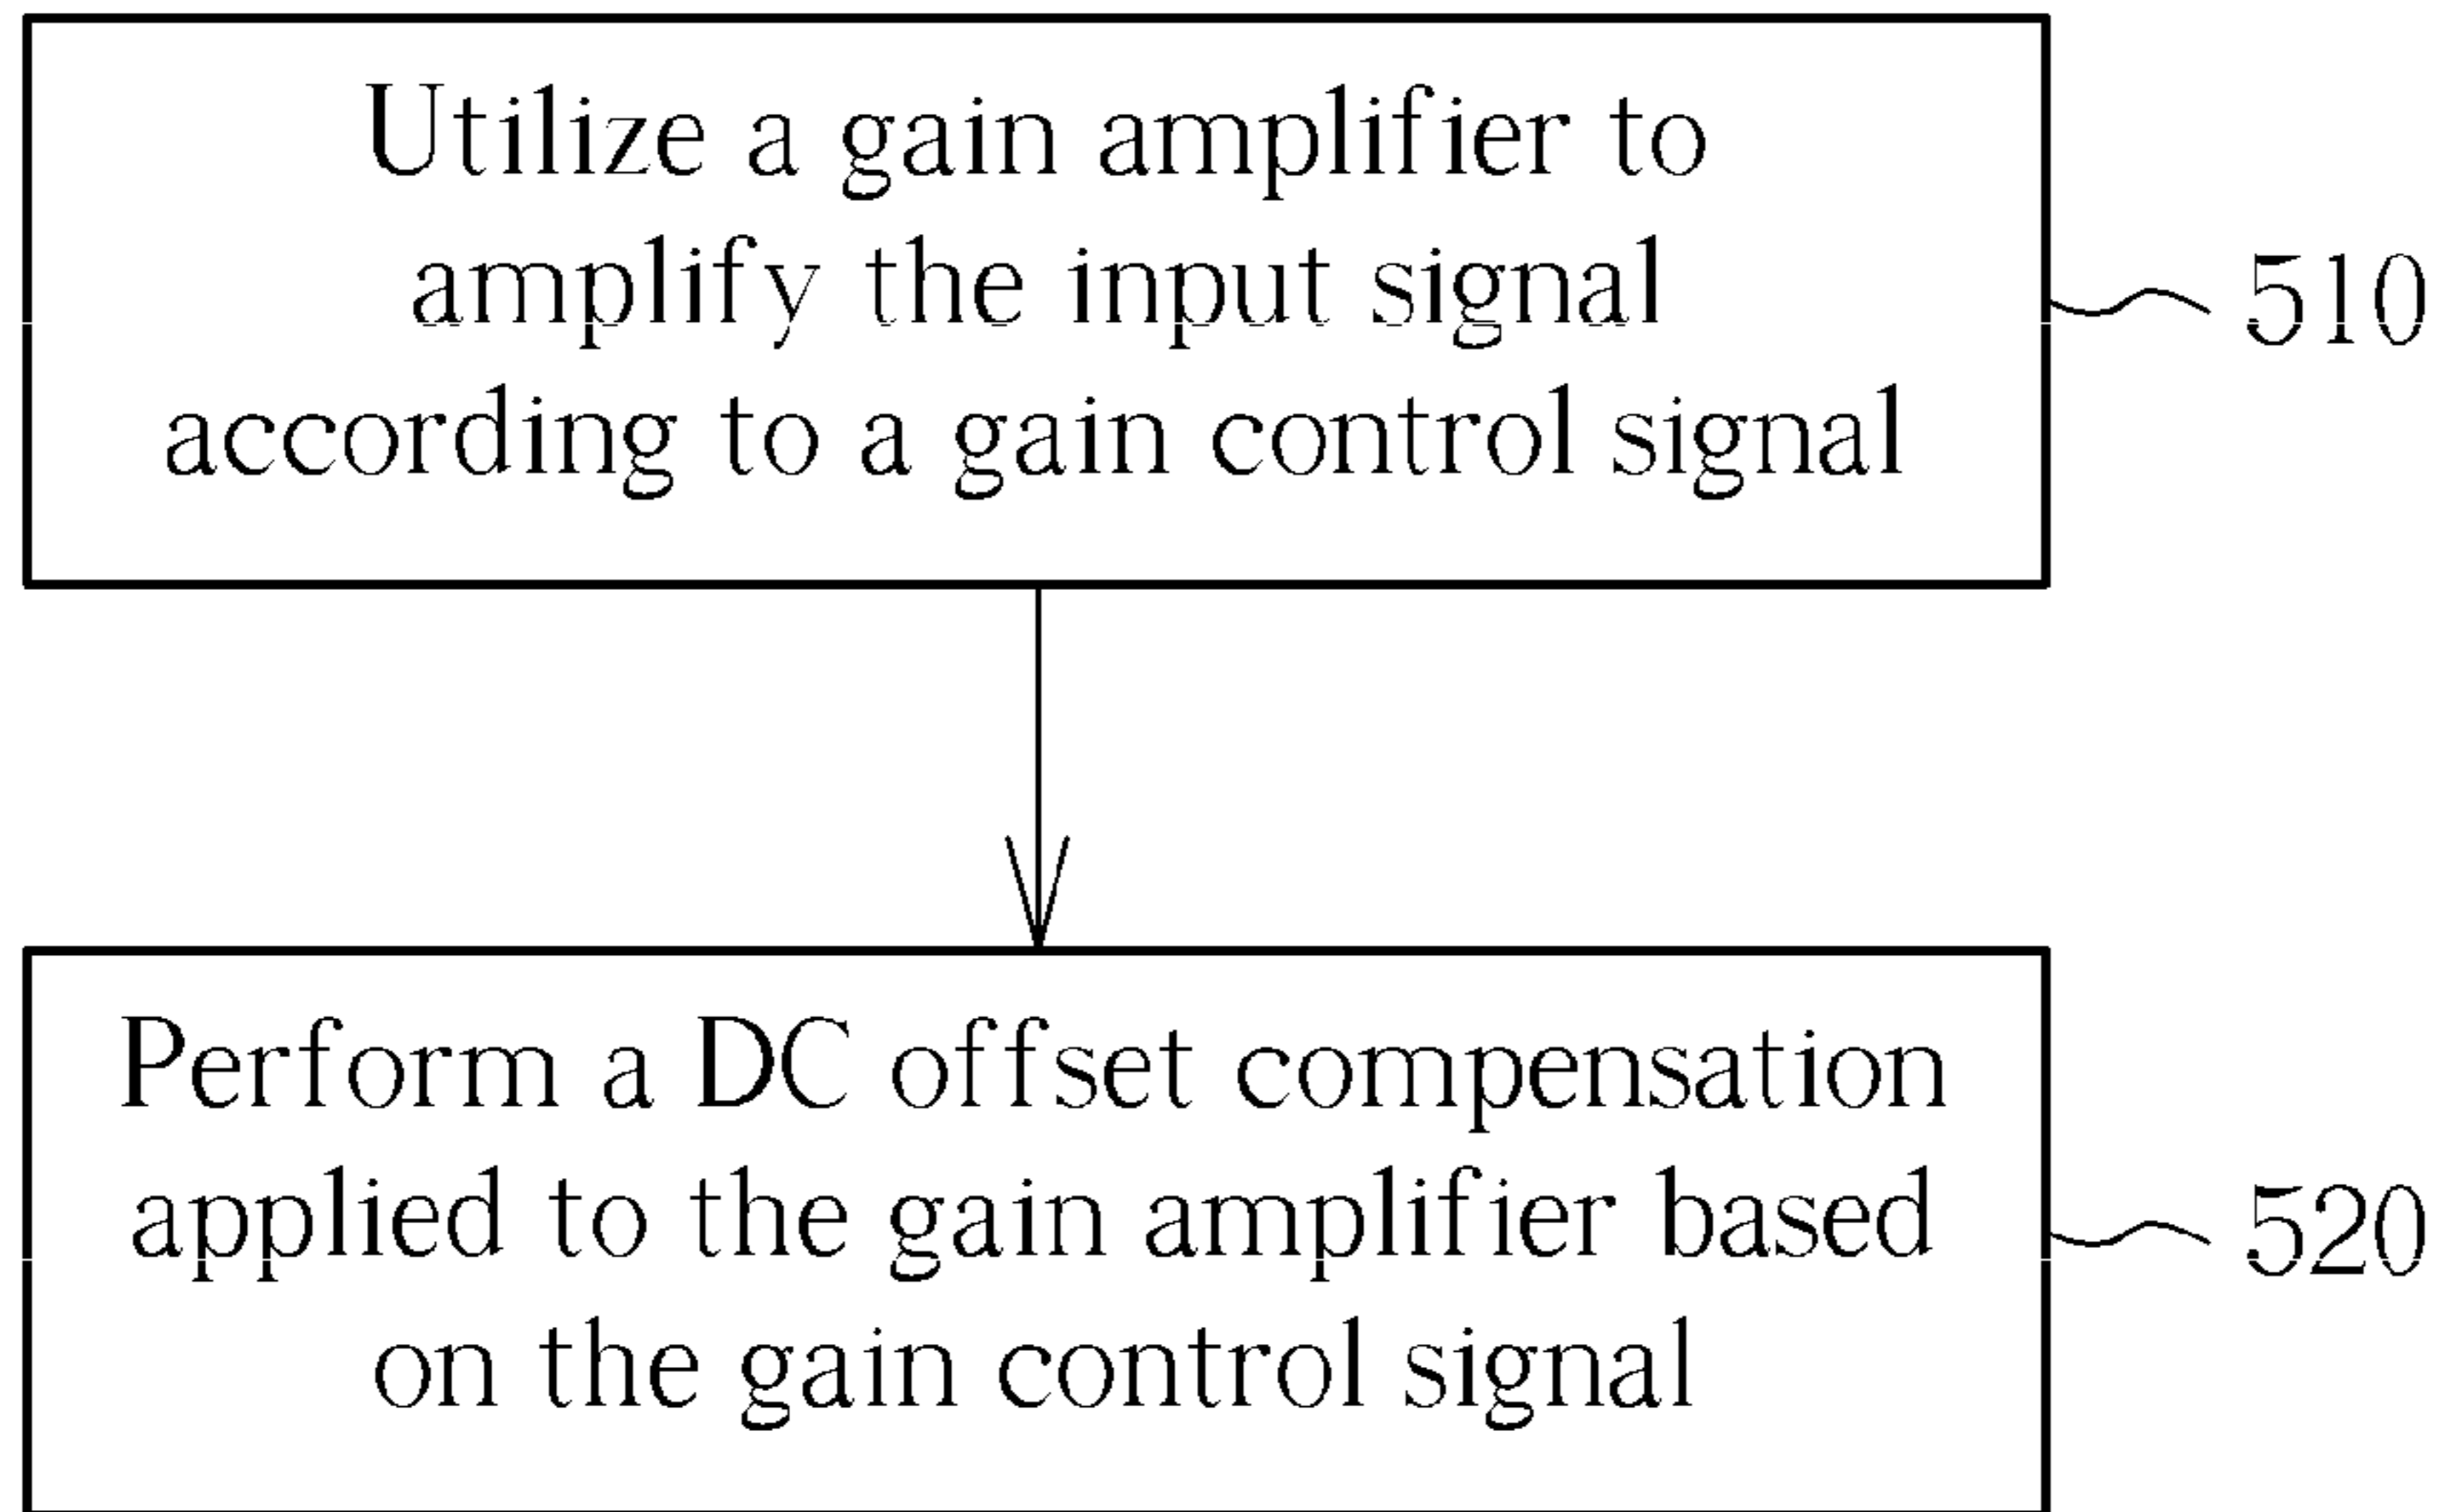 Utilize a gain amplifier to
amplify the input signal
according to a gain control signal
510
Perform a DC offset compensation
applied to the gain amplifier based
on the gain control signal
520